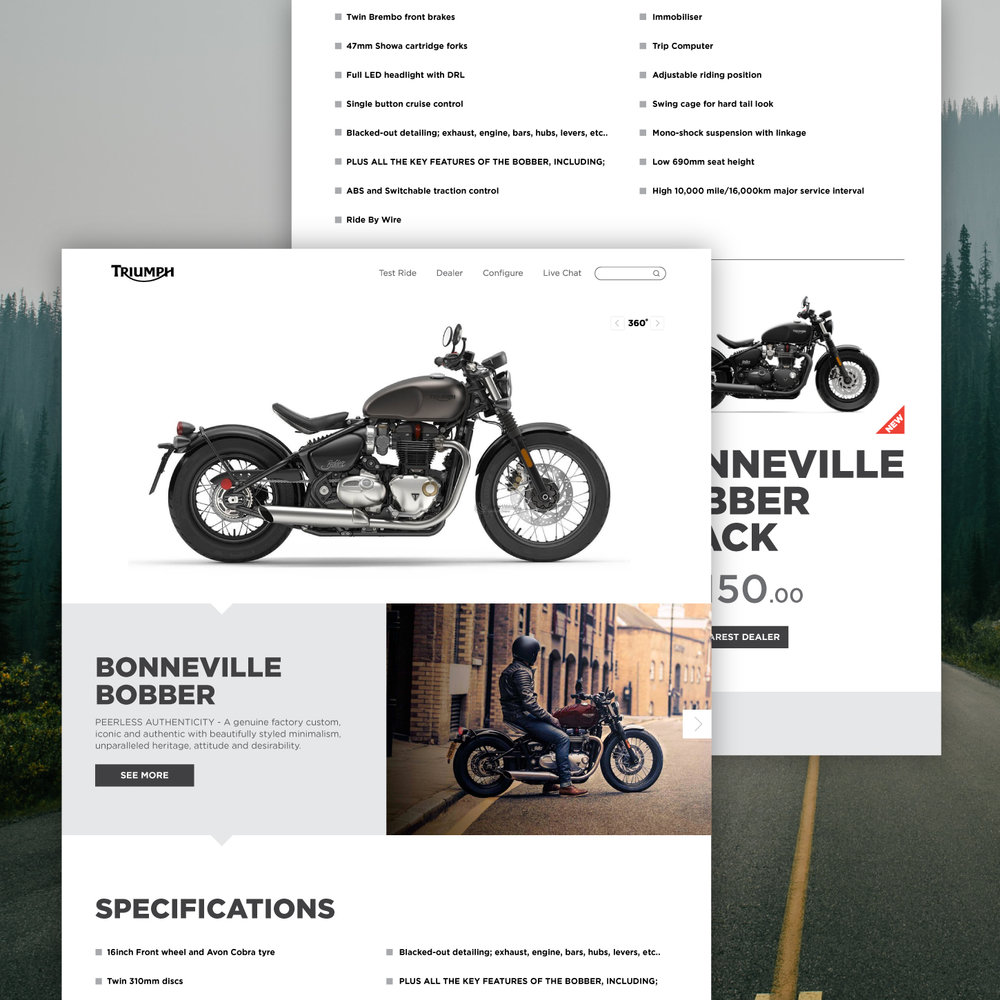 Twin Brembo front brakes
47mm Showa cartridge forks
Full LED headlight with DRL
Single button cruise control
Blacked-out detailing; exhaust, engine, bars, hubs, levers, etc..
PLUS ALL THE KEY FEATURES OF THE BOBBER, INCLUDING;
ABS and Switchable traction control
Ride By Wire
Immobiliser
Trip Computer
Adjustable riding position
Swing cage for hard tail look
Mono-shock suspension with linkage
Low 690mm seat height
High 10,000 mile/16,000km major service interval
NEW
NNEVILLE
BBER
ACK
150.00
AREST DEALER
TRIUMPH
Test Ride
Dealer
Configure
Live Chat
360°
BONNEVILLE
BOBBER
PEERLESS AUTHENTICITY - A genuine factory custom,
iconic and authentic with beautifully styled minimalism,
unparalleled heritage, attitude and desirability.
SEE MORE
SPECIFICATIONS
16inch Front wheel and Avon Cobra tyre
Twin 310mm discs
Blacked-out detailing; exhaust, engine, bars, hubs, levers, etc..
PLUS ALL THE KEY FEATURES OF THE BOBBER, INCLUDING;